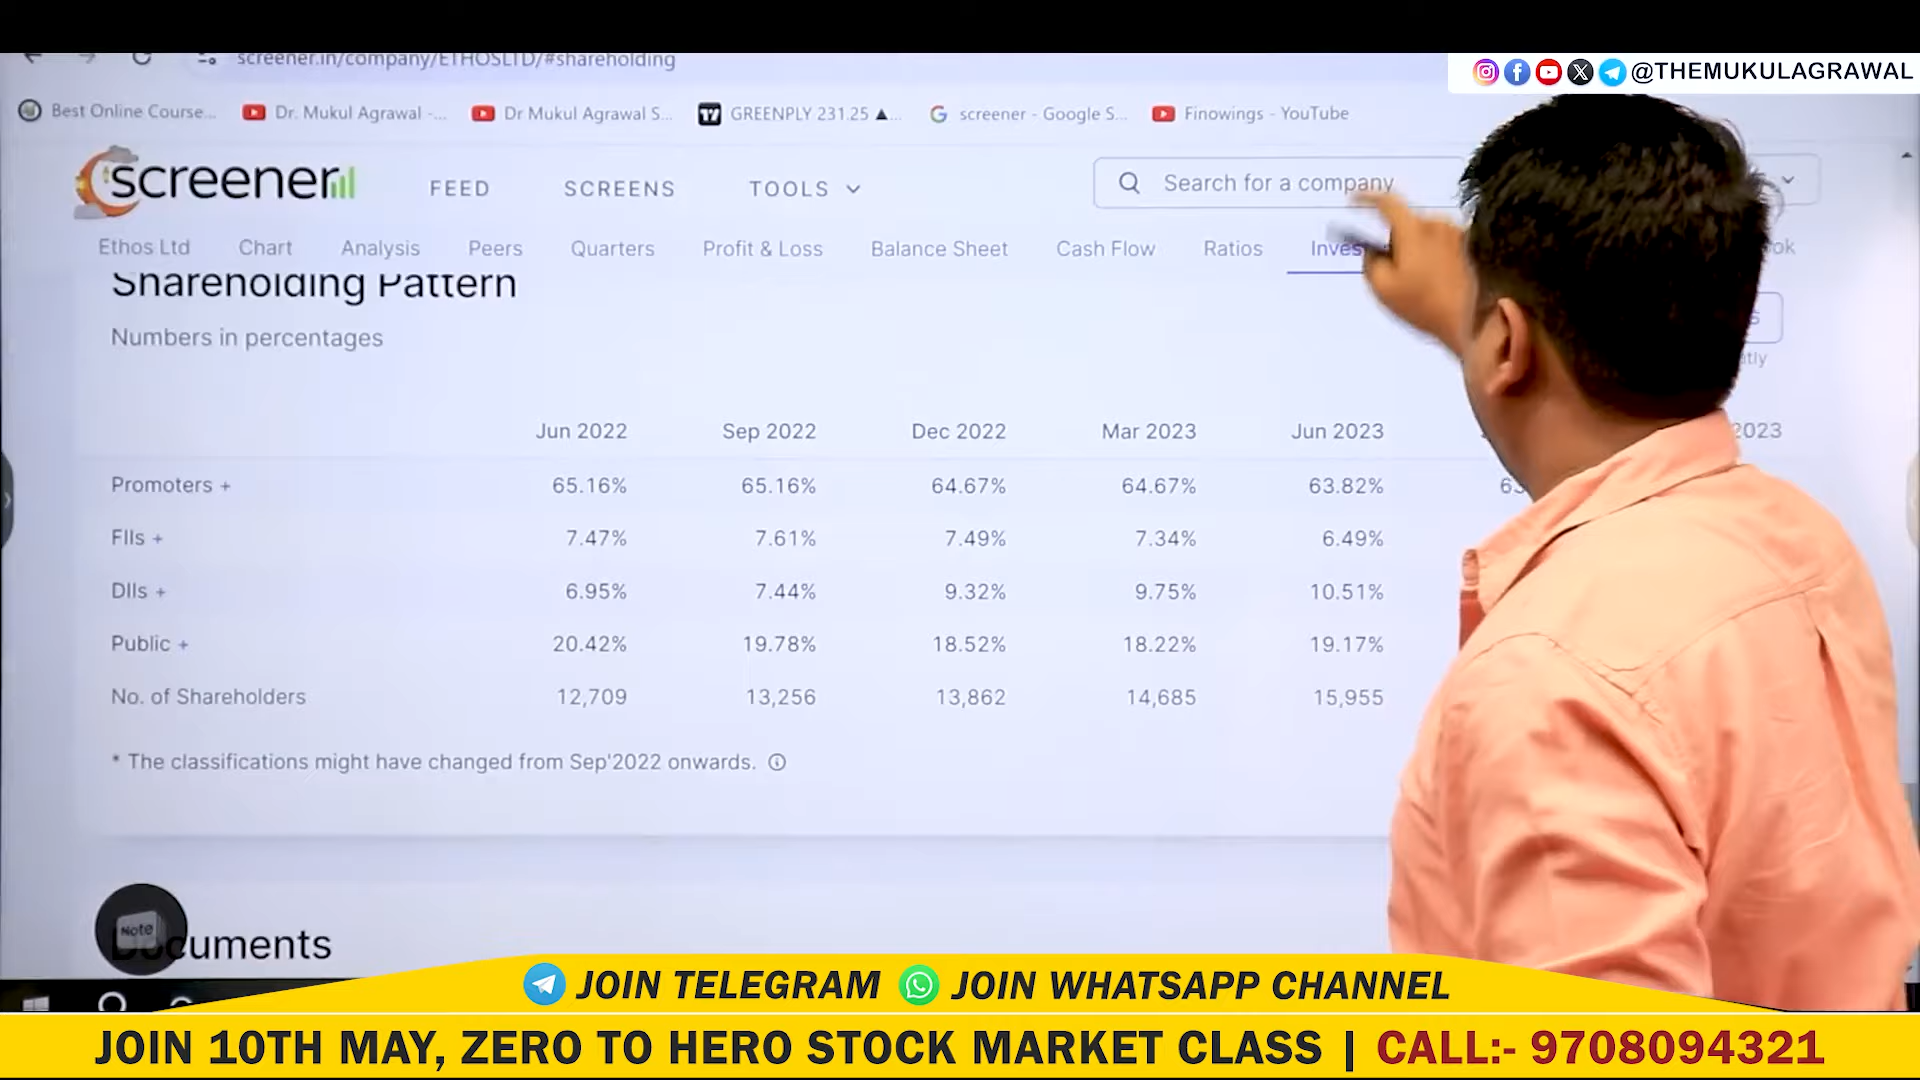 screener.in/company/ETHOSLTD/#shareholding
@THEMUKULAGRAWAL
Best Online Course... Dr. Mukul Agrawal -... Dr Mukul Agrawal S... GREENPLY 231.25 ▲... screener - Google S... Finowings - YouTube
screener FEED SCREENS TOOLS Search for a company
Ethos Ltd Chart Analysis Peers Quarters Profit & Loss Balance Sheet Cash Flow Ratios
Shareholding Pattern
Numbers in percentages
Jun 2022 Sep 2022 Dec 2022 Mar 2023 Jun 2023 2023
Promoters + 65.16% 65.16% 64.67% 64.67% 63.82%
FIIs + 7.47% 7.61% 7.49% 7.34% 6.49%
DIIs + 6.95% 7.44% 9.32% 9.75% 10.51%
Public + 20.42% 19.78% 18.52% 18.22% 19.17%
No. of Shareholders 12,709 13,256 13,862 14,685 15,955
* The classifications might have changed from Sep'2022 onwards.
Note
Documents
JOIN TELEGRAM JOIN WHATSAPP CHANNEL
JOIN 10TH MAY, ZERO TO HERO STOCK MARKET CLASS | CALL:- 9708094321